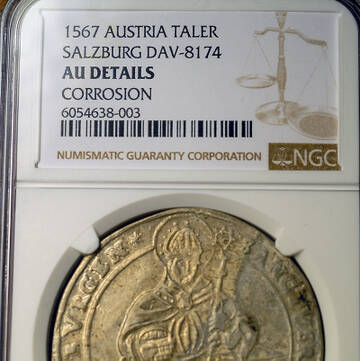 1567 AUSTRIA TALER
SALZBURG DAV-8174
AU DETAILS
CORROSION
6054638-003
NUMISMATIC GUARANTY CORPORATION
NGC